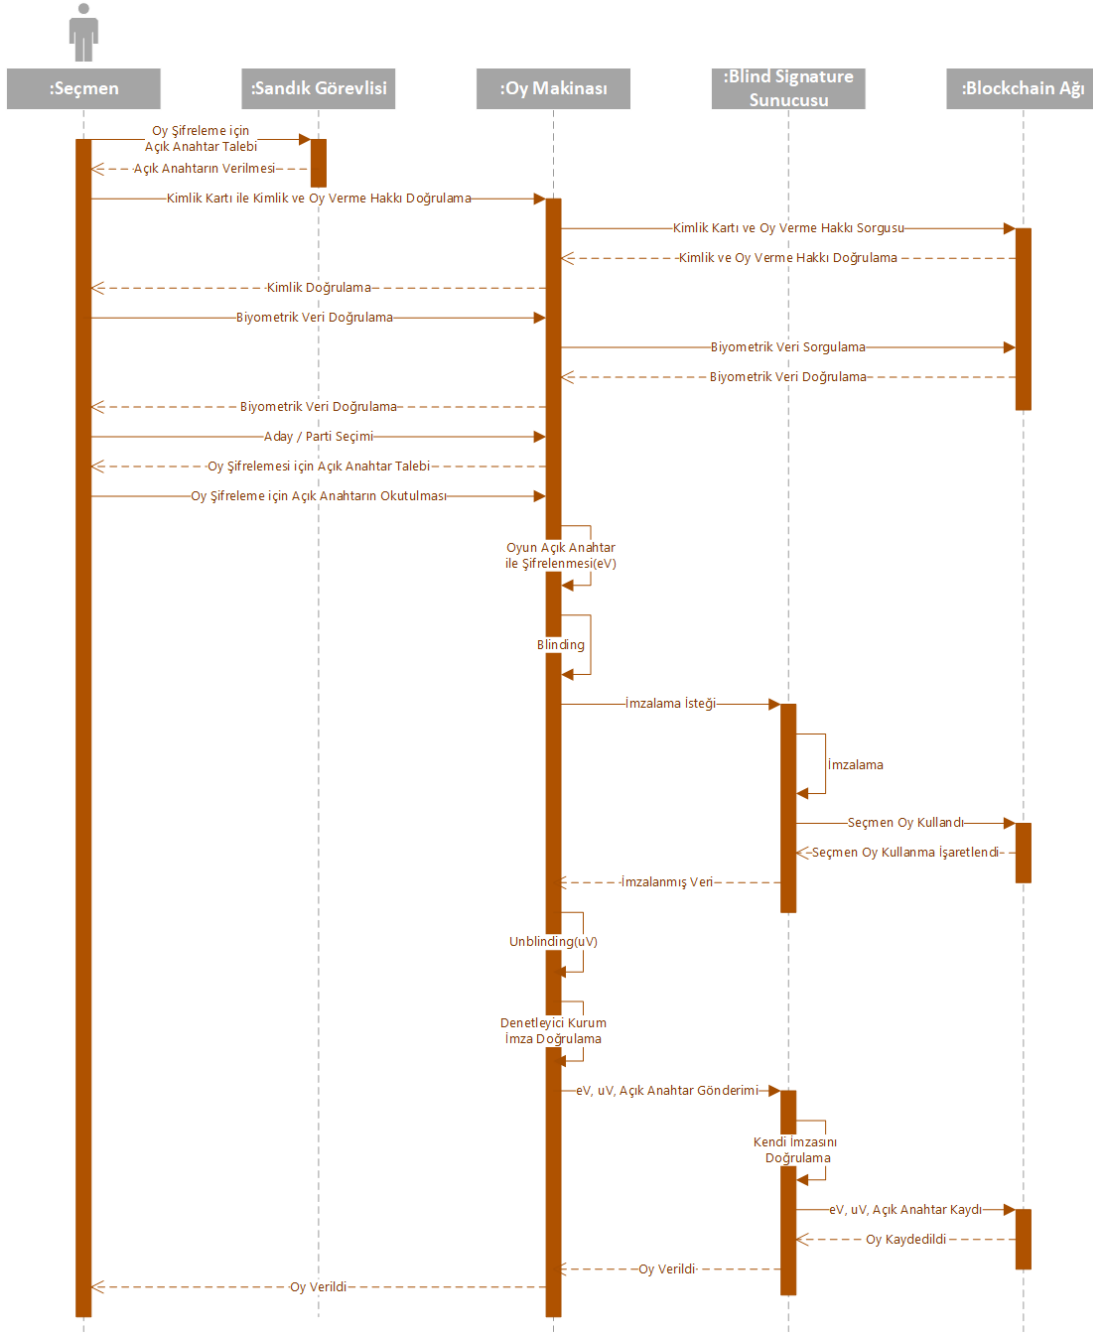 :Seçmen
:Sandık Görevlisi
:Oy Makinası
:Blind Signature
Sunucusu
:Blockchain Ağı
Oy Şifreleme için
Açık Anahtar Talebi
Açık Anahtarın Verilmesi
Kimlik Kartı ile Kimlik ve Oy Verme Hakkı Doğrulama
Kimlik Kartı ve Oy Verme Hakkı Sorgusu
Kimlik ve Oy Verme Hakkı Doğrulama
Kimlik Doğrulama
Biyometrik Veri Doğrulama
Biyometrik Veri Sorgulama
Biyometrik Veri Doğrulama
Biyometrik Veri Doğrulama
Aday / Parti Seçimi
Oy Şifrelemesi için Açık Anahtar Talebi
Oy Şifreleme için Açık Anahtarın Okutulması
Oyun Açık Anahtar
ile Şifrelenmesi(eV)
Blinding
İmzalama İsteği
İmzalama
Seçmen Oy Kullandı
Seçmen Oy Kullanma İşaretlendi
İmzalanmış Veri
Unblinding(uV)
Denetleyici Kurum
İmza Doğrulama
eV, uV, Açık Anahtar Gönderimi
Kendi İmzasını
Doğrulama
eV, uV, Açık Anahtar Kaydı
Oy Kaydedildi
Oy Verildi
Oy Verildi